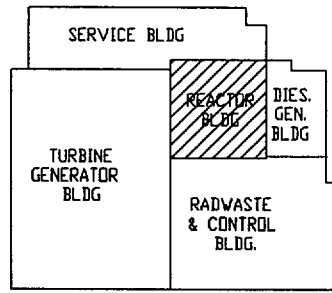 SERVICE BLDG
REACTOR
BLDG
DIES.
GEN.
BLDG
TURBINE
GENERATOR
BLDG
RADWASTE
& CONTROL
BLDG.